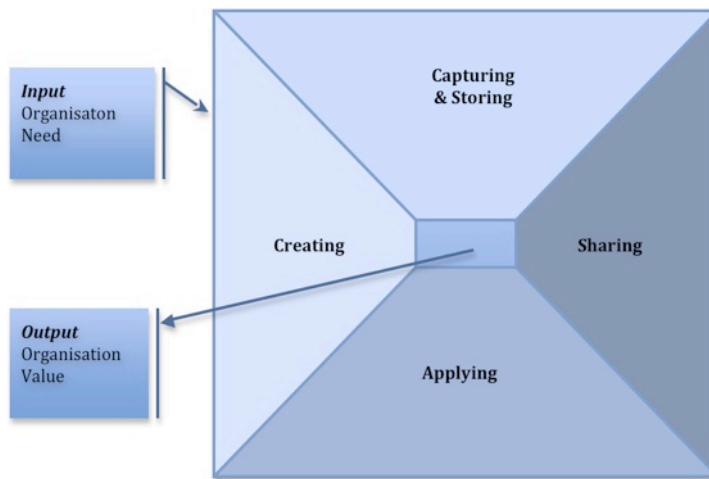 Input
Organisaton
Need
Capturing
& Storing
Creating
Sharing
Output
Organisation
Value
Applying